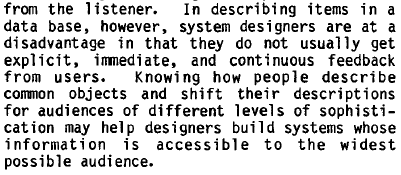 from the listener. In describing items in a
data base, however, system designers are at a
disadvantage in that they do not usually get
explicit, immediate, and continuous feedback
from users. Knowing how people describe
common objects and shift their descriptions
for audiences of different levels of sophisti-
cation may help designers build systems whose
information is accessible to the widest
possible audience.